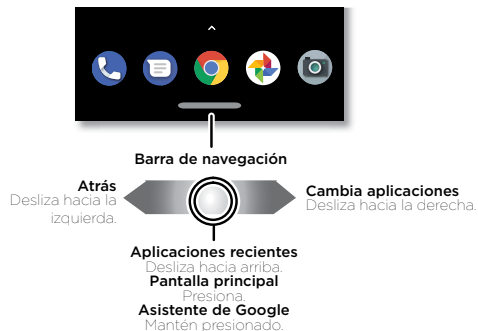 Barra de navegación
Atrás
Desliza hacia la
izquierda.
Cambia aplicaciones
Desliza hacia la derecha.
Aplicaciones recientes
Desliza hacia arriba.
Pantalla principal
Presiona.
Asistente de Google
Mantén presionado.